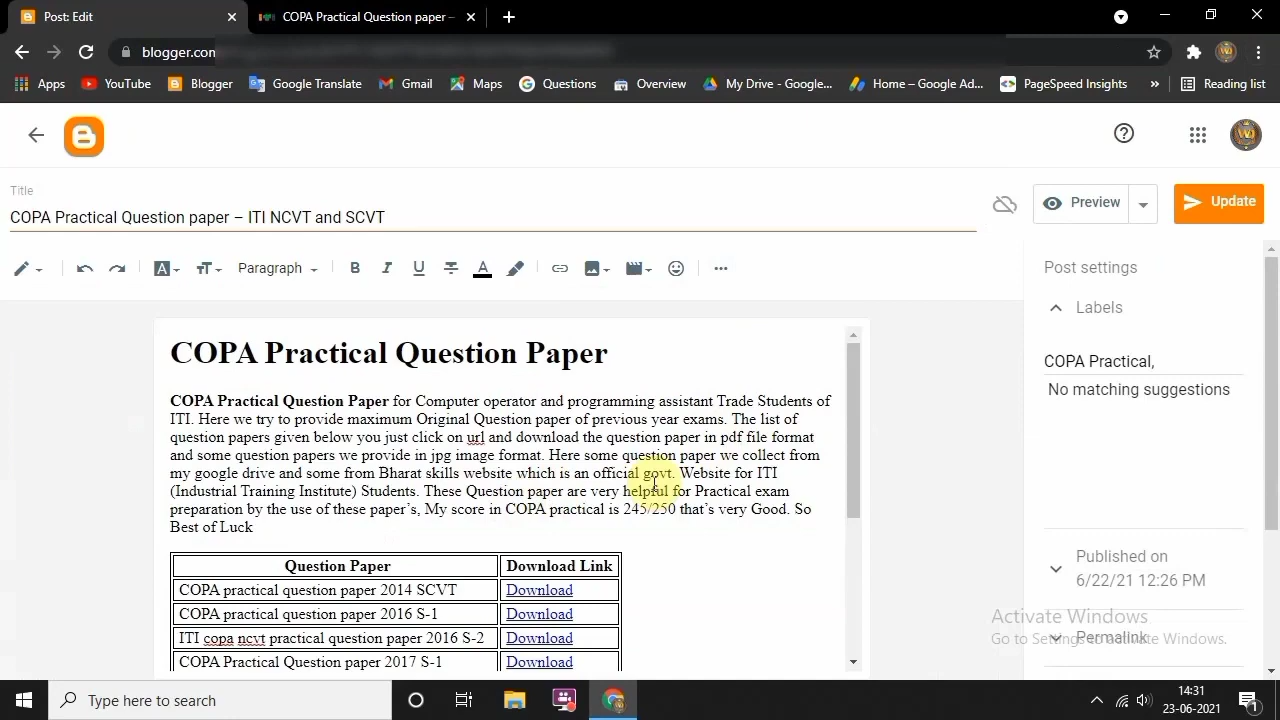 Post: Edit
COPA Practical Question paper –
blogger.com
Apps
YouTube
Blogger
Google Translate
Gmail
Maps
Questions
Overview
My Drive - Google...
Home – Google Ad...
PageSpeed Insights
»
Reading list
Title
COPA Practical Question paper – ITI NCVT and SCVT
Preview
Update
Paragraph
B I U A
Post settings
Labels
COPA Practical,
No matching suggestions
Published on
6/22/21 12:26 PM
Permalink
COPA Practical Question Paper
COPA Practical Question Paper for Computer operator and programming assistant Trade Students of
ITI. Here we try to provide maximum Original Question paper of previous year exams. The list of
question papers given below you just click on url and download the question paper in pdf file format
and some question papers we provide in jpg image format. Here some question paper we collect from
my google drive and some from Bharat skills website which is an official govt. Website for ITI
(Industrial Training Institute) Students. These Question paper are very helpful for Practical exam
preparation by the use of these paper's, My score in COPA practical is 245/250 that's very Good. So
Best of Luck
Question Paper Download Link
COPA practical question paper 2014 SCVT Download
COPA practical question paper 2016 S-1 Download
ITI copa ncvt practical question paper 2016 S-2 Download
COPA Practical Question paper 2017 S-1 Download
Activate Windows
Go to Settings to activate Windows.
Type here to search
14:31
23-06-2021
1